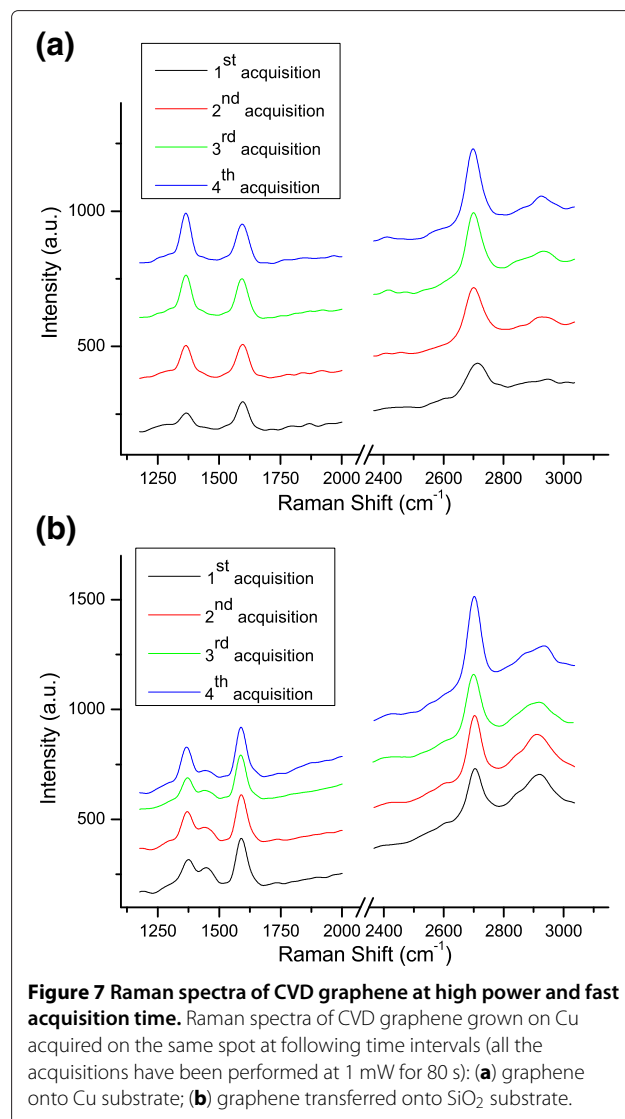 (a)
1st acquisition
2nd acquisition
3rd acquisition
4th acquisition
1000
500
Intensity (a.u.)
1250 1500 1750 2000 2400 2600 2800 3000
Raman Shift (cm-1)
(b)
1st acquisition
2nd acquisition
3rd acquisition
4th acquisition
1500
1000
500
Intensity (a.u.)
1250 1500 1750 2000 2400 2600 2800 3000
Raman Shift (cm-1)
Figure 7 Raman spectra of CVD graphene at high power and fast
acquisition time. Raman spectra of CVD graphene grown on Cu
acquired on the same spot at following time intervals (all the
acquisitions have been performed at 1 mW for 80 s): (a) graphene
onto Cu substrate; (b) graphene transferred onto SiO2 substrate.